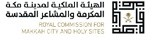 الهيئة الملكية لمدينة مكة
المكرمة والمشاعر المقدسة
ROYAL COMMISSION FOR
MAKKAH CITY AND HOLY SITES